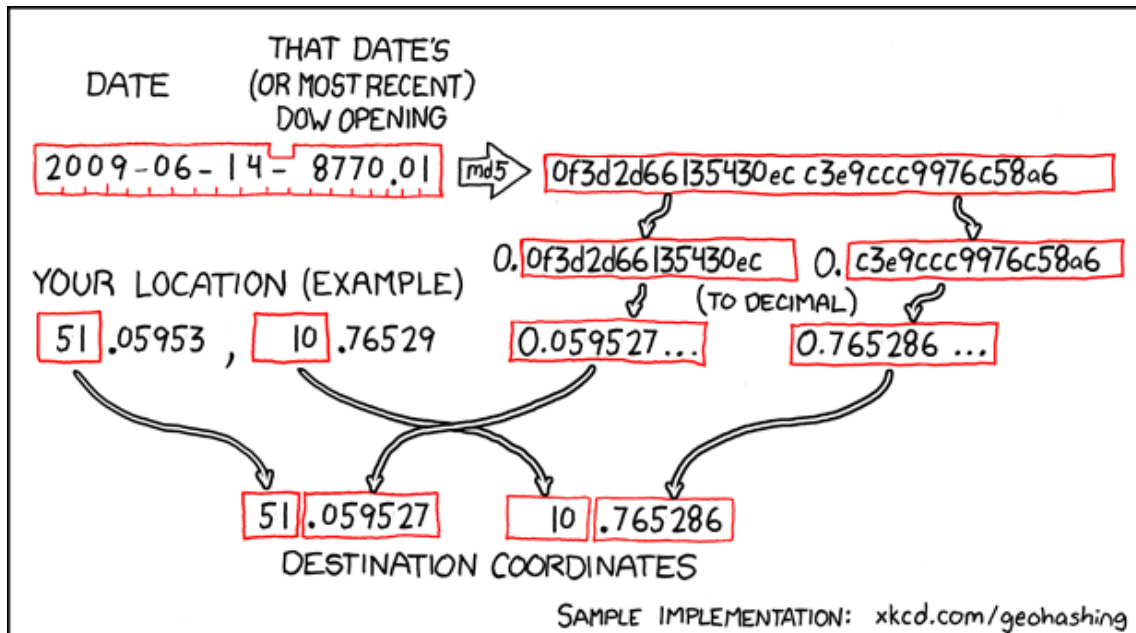 DATE
THAT DATE'S
(OR MOST RECENT)
DOW OPENING
2009-06-14-8770.01
md5
0f3d2d66135430ec c3e9ccc9976c58a6
0.0f3d2d66135430ec
0.c3e9ccc9976c58a6
YOUR LOCATION (EXAMPLE)
(TO DECIMAL)
51.05953, 10.76529
0.059527...
0.765286...
51.059527
10.765286
DESTINATION COORDINATES
SAMPLE IMPLEMENTATION: xkcd.com/geohashing